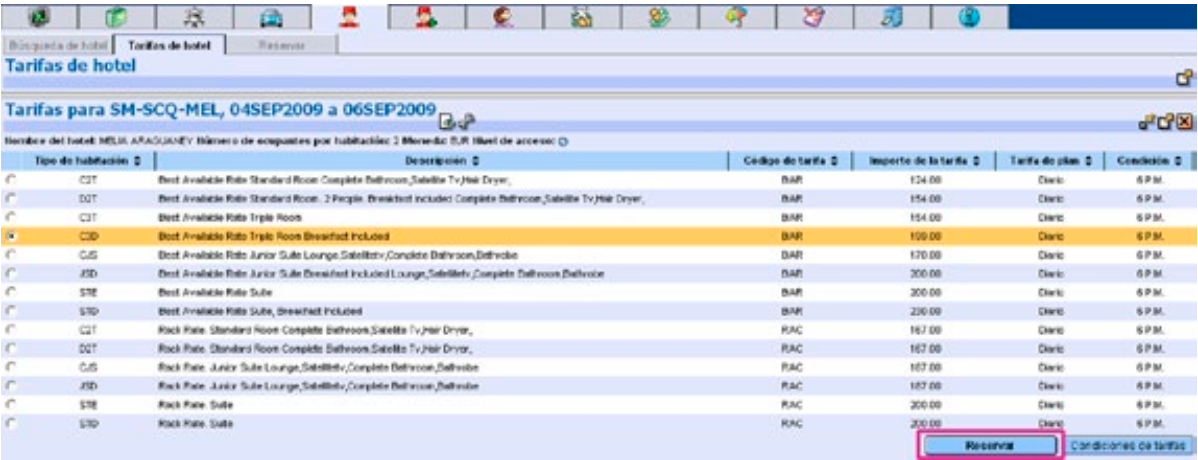 Búsqueda de hotel Tarifas de hotel Reservar
Tarifas de hotel
Tarifas para SM-SCQ-MEL, 04SEP2009 a 06SEP2009
Nombre del hotel: MELIA ARAGUANEY Número de ocupantes por habitación: Moneda: EUR Nivel de acceso:
Tipo de habitación Descripción Código de tarifa Importe de la tarifa Tarifa de plan Condición
C2T Best Available Rate Standard Room Complete Bathroom,Satelite Tv,Hair Dryer, BAR 124.00 Diario 6 P.M.
D2T Best Available Rate Standard Room. 2 People. Breakfast included Complete Bathroom,Satelite Tv,Hair Dryer, BAR 154.00 Diario 6 P.M.
C3T Best Available Rate Triple Room BAR 154.00 Diario 6 P.M.
Best Available Rate Triple Room Breakfast Included BAR 199.00 Diario 6 P.M.
CJS Best Available Rate Junior Suite Lounge,Satelitetv,Complete Bathroom,Bathrobe BAR 170.00 Diario 6 P.M.
JSD Best Available Rate Junior Suite Breakfast Included Lounge,Satelitetv,Complete Bathroom,Bathrobe BAR 200.00 Diario 6 P.M.
STE Best Available Rate Suite BAR 200.00 Diario 6 P.M.
STD Best Available Rate Suite, Breakfast Included BAR 230.00 Diario 6 P.M.
C2T Rack Rate. Standard Room Complete Bathroom,Satelite Tv,Hair Dryer, RAC 167.00 Diario 6 P.M.
D2T Rack Rate. Standard Room Complete Bathroom,Satelite Tv,Hair Dryer, RAC 167.00 Diario 6 P.M.
CJS Rack Rate. Junior Suite Lounge,Satelitetv,Complete Bathroom,Bathrobe RAC 187.00 Diario 6 P.M.
JSD Rack Rate. Junior Suite Lounge,Satelitetv,Complete Bathroom,Bathrobe RAC 187.00 Diario 6 P.M.
STE Rack Rate. Suite RAC 200.00 Diario 6 P.M.
STD Rack Rate. Suite RAC 200.00 Diario 6 P.M.
Reservar Condiciones de tarifas